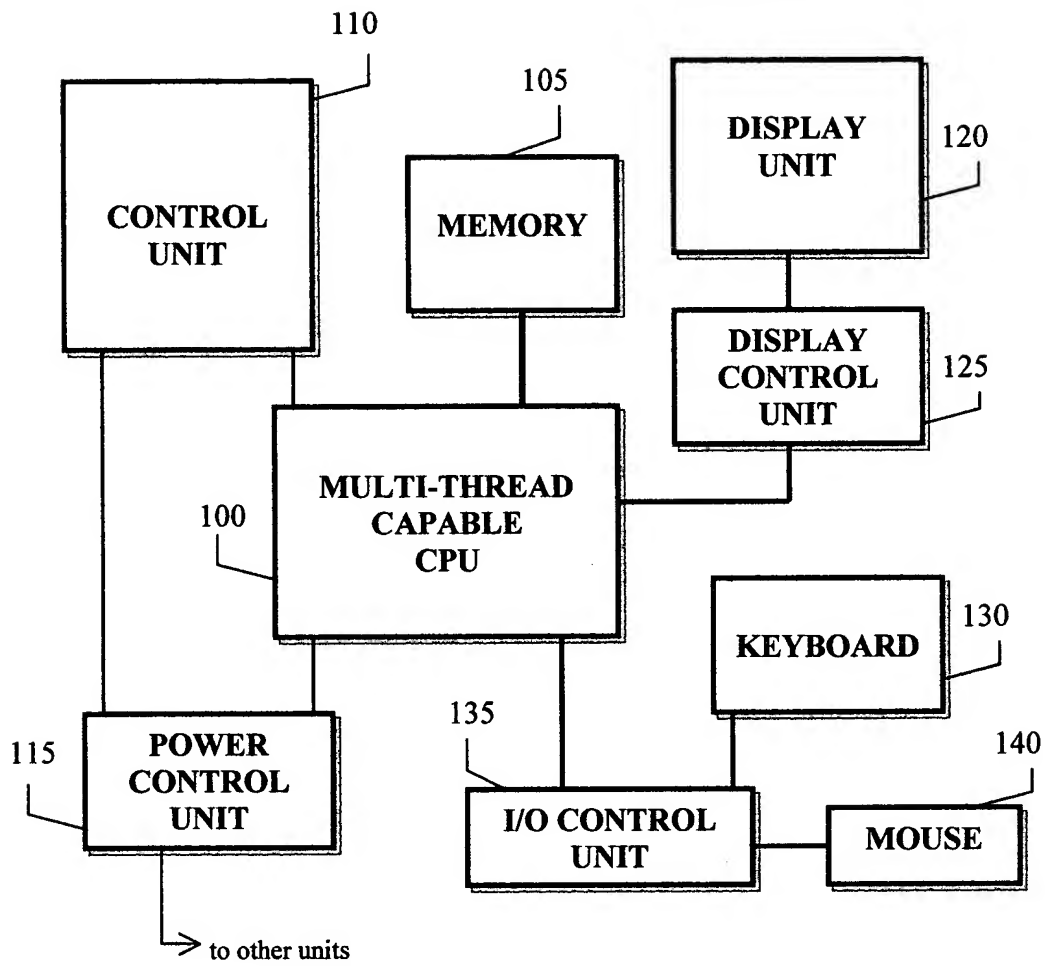 110
CONTROL
UNIT
105
MEMORY
DISPLAY
UNIT
120
DISPLAY
CONTROL
UNIT
125
MULTI-THREAD
CAPABLE
CPU
100
KEYBOARD
130
POWER
CONTROL
UNIT
115
135
I/O CONTROL
UNIT
140
MOUSE
to other units